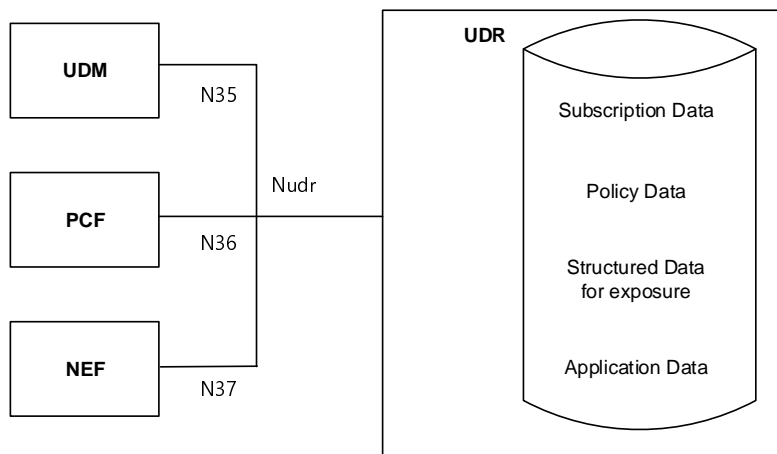 UDM
N35
PCF
N36
NEF
N37
Nudr
UDR
Subscription Data
Policy Data
Structured Data
for exposure
Application Data